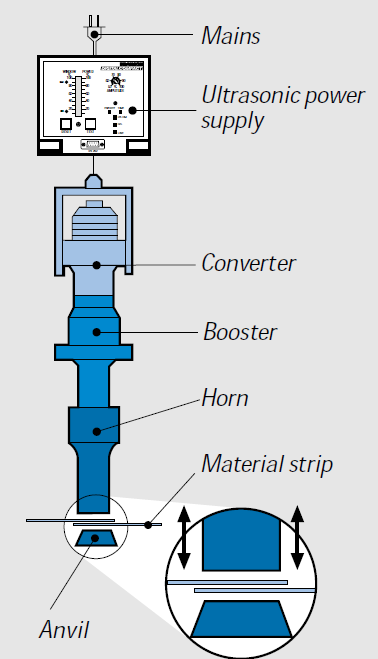 Mains
Ultrasonic power
supply
Converter
Booster
Horn
Material strip
Anvil